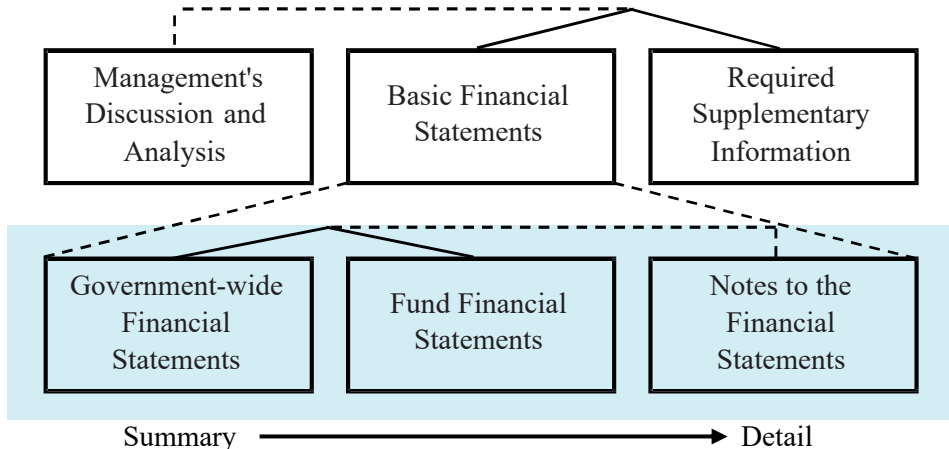 Management's
Discussion and
Analysis
Basic Financial
Statements
Required
Supplementary
Information
Government-wide
Financial
Statements
Fund Financial
Statements
Notes to the
Financial
Statements
Summary
Detail